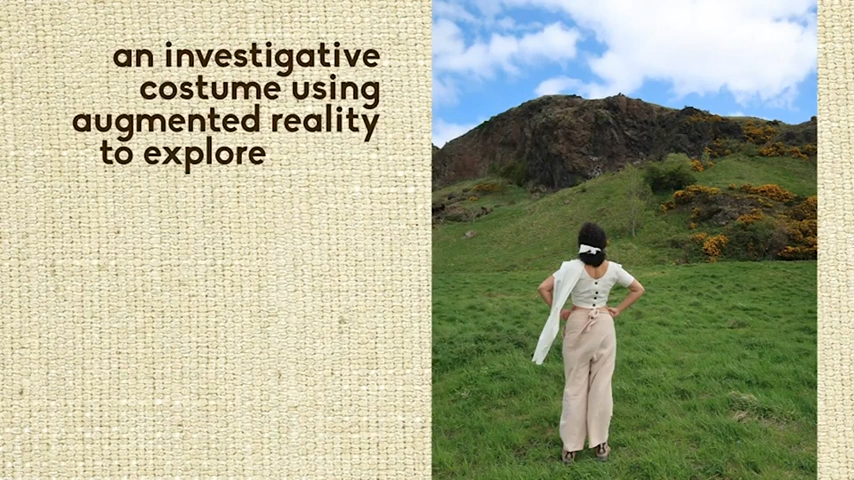 an investigative
costume using
augmented reality
to explore